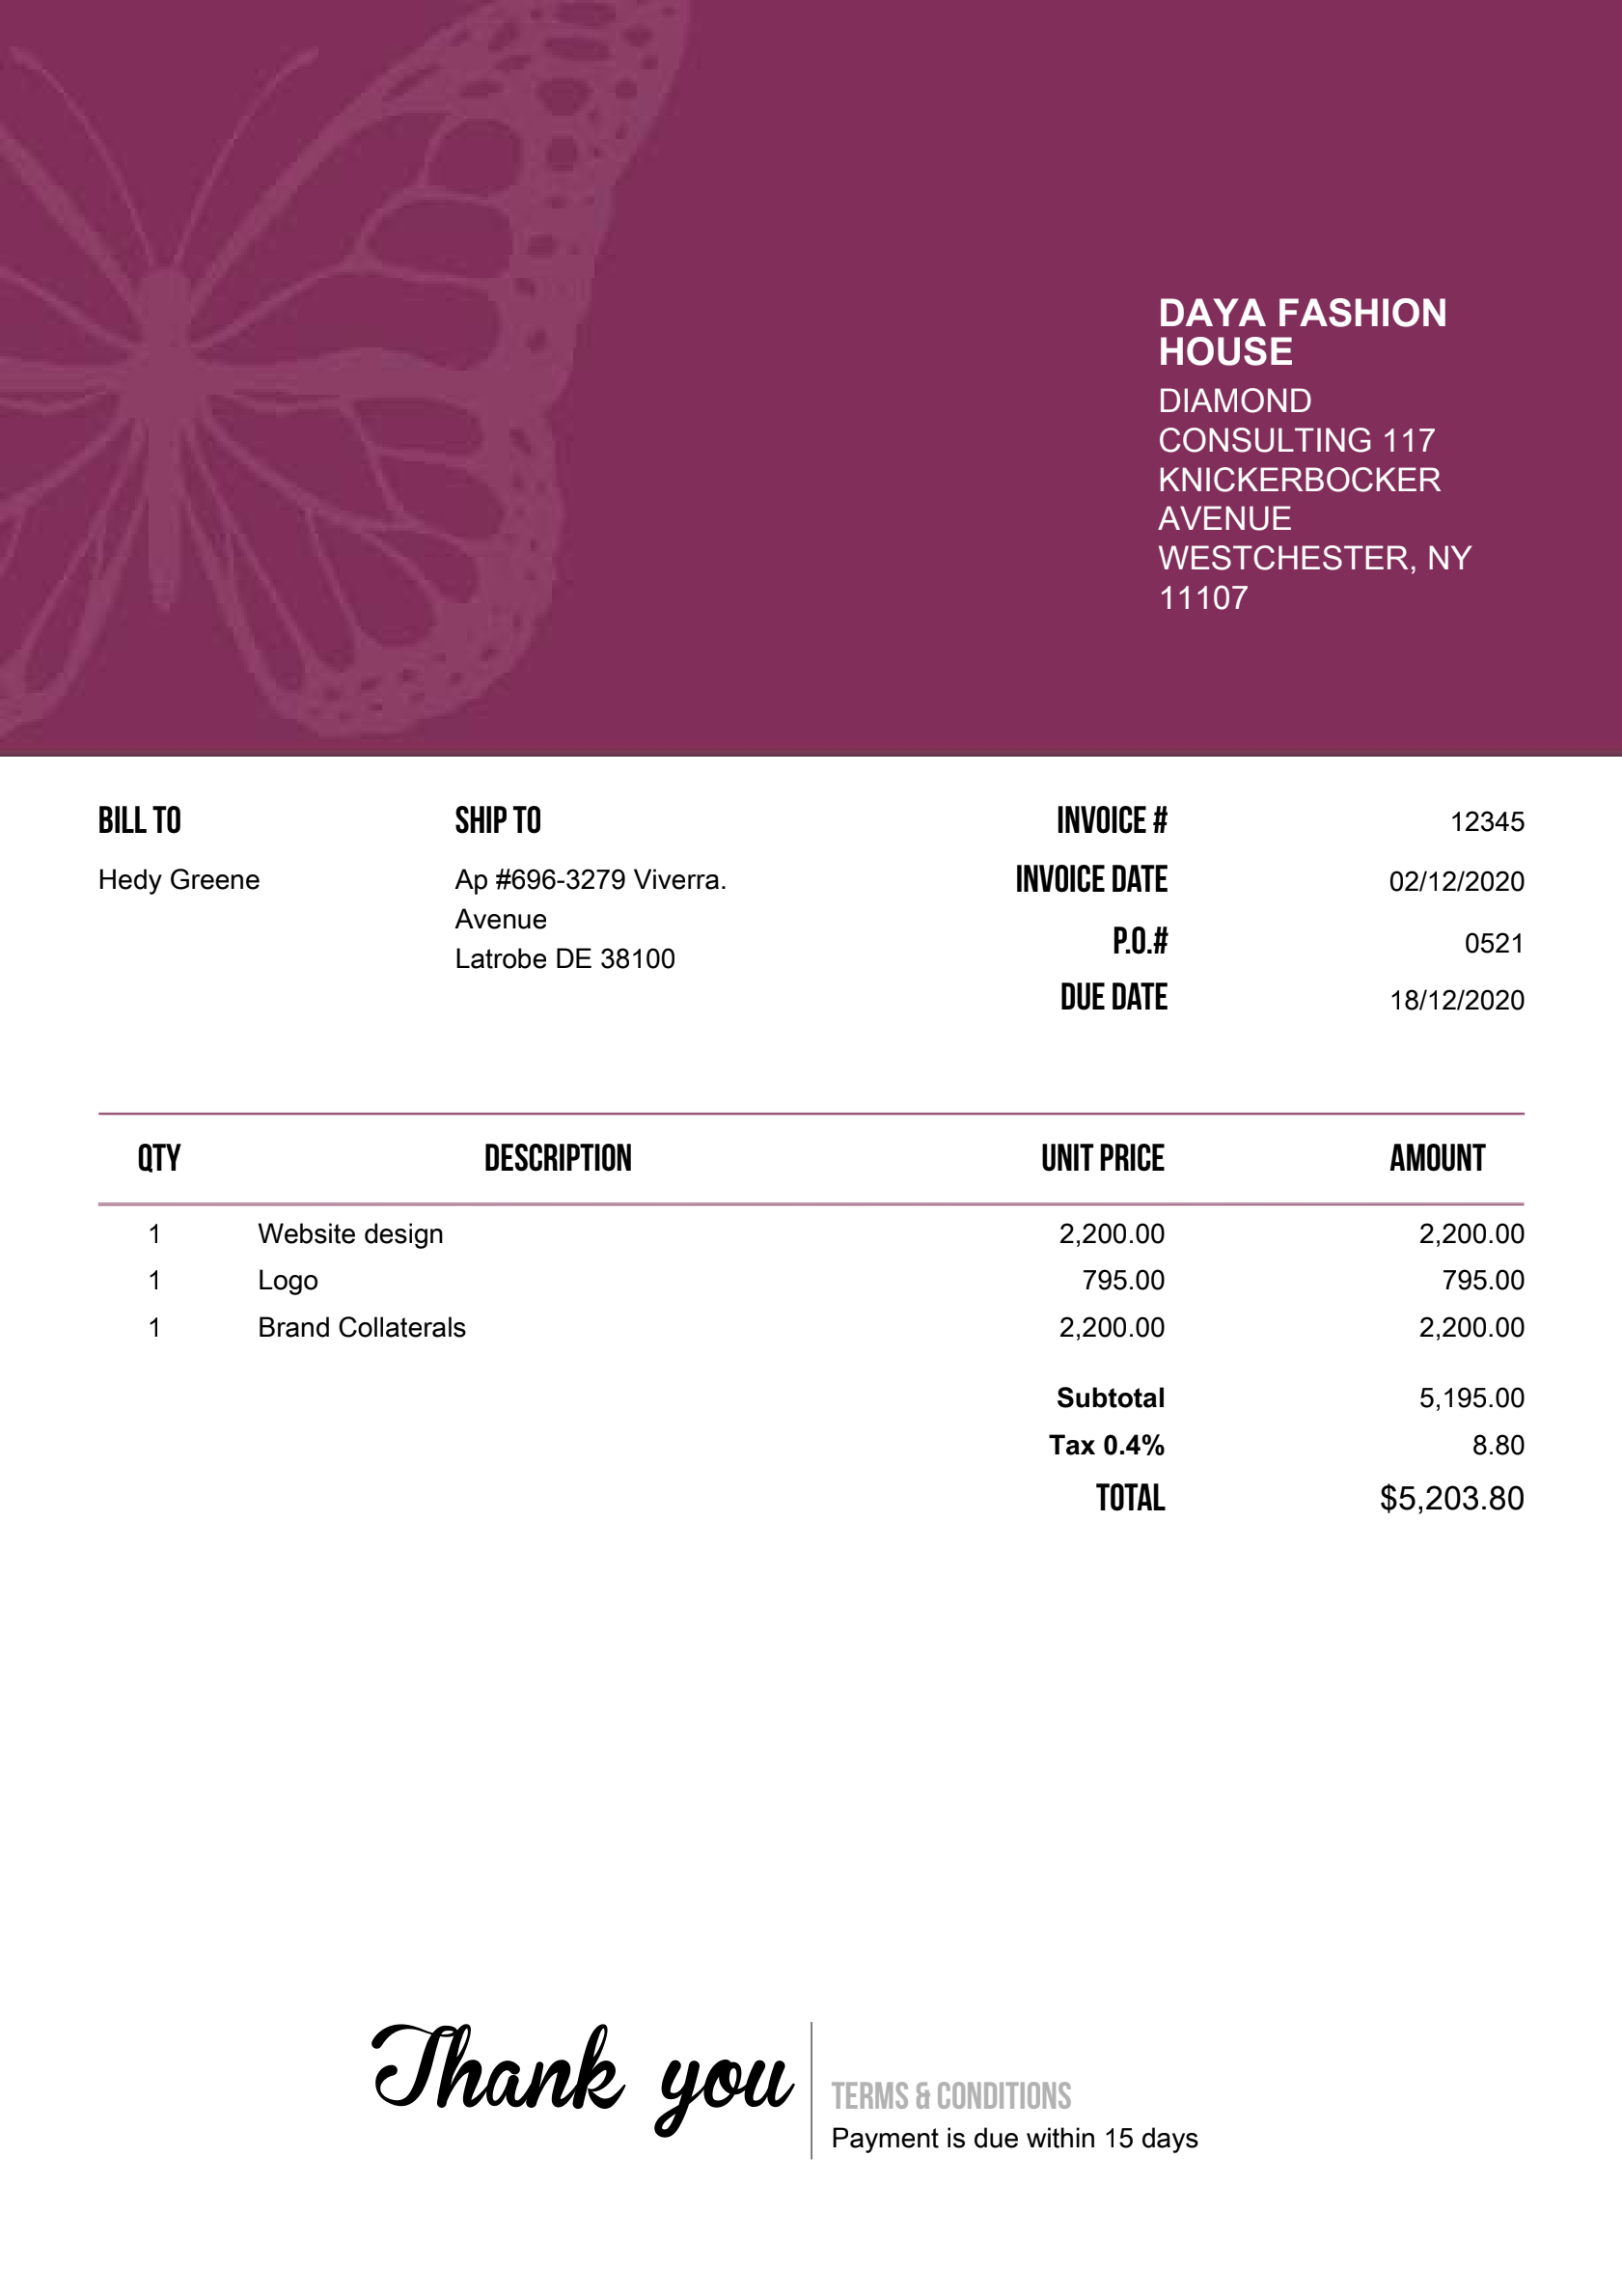 DAYA FASHION
HOUSE
DIAMOND
CONSULTING 117
KNICKERBOCKER
AVENUE
WESTCHESTER, NY
11107
BILL TO
Hedy Greene
SHIP TO
Ap #696-3279 Viverra.
Avenue
Latrobe DE 38100
INVOICE # 12345
INVOICE DATE 02/12/2020
P.O.# 0521
DUE DATE 18/12/2020
QTY DESCRIPTION UNIT PRICE AMOUNT
1 Website design 2,200.00 2,200.00
1 Logo 795.00 795.00
1 Brand Collaterals 2,200.00 2,200.00
Subtotal 5,195.00
Tax 0.4% 8.80
TOTAL $5,203.80
Thank you
TERMS & CONDITIONS
Payment is due within 15 days